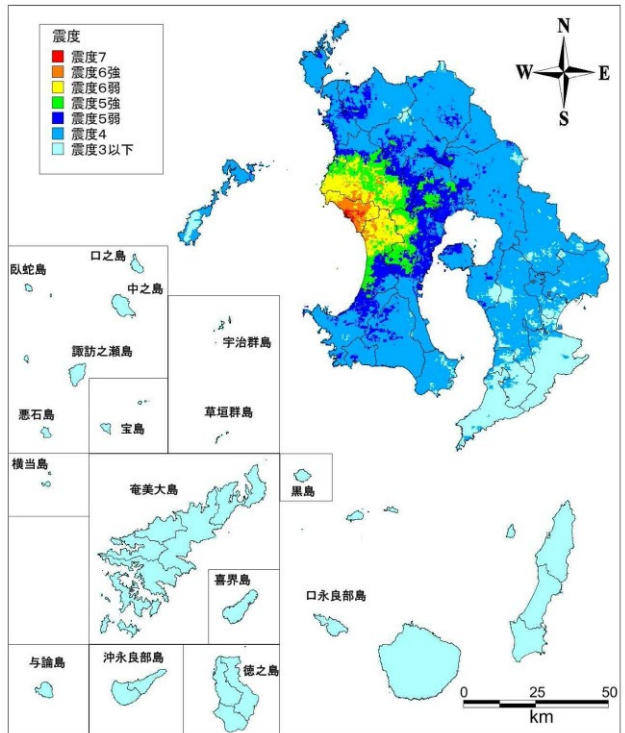 震度
震度7
震度6強
震度6弱
震度5強
震度5弱
震度4
震度3以下
N
W
E
S
口之島
臥蛇島
中之島
宇治群島
諏訪之瀬島
悪石島
宝島
草垣群島
横当島
奄美大島
黒島
喜界島
口永良部島
与論島
沖永良部島
徳之島
0 12.5 25 50
km